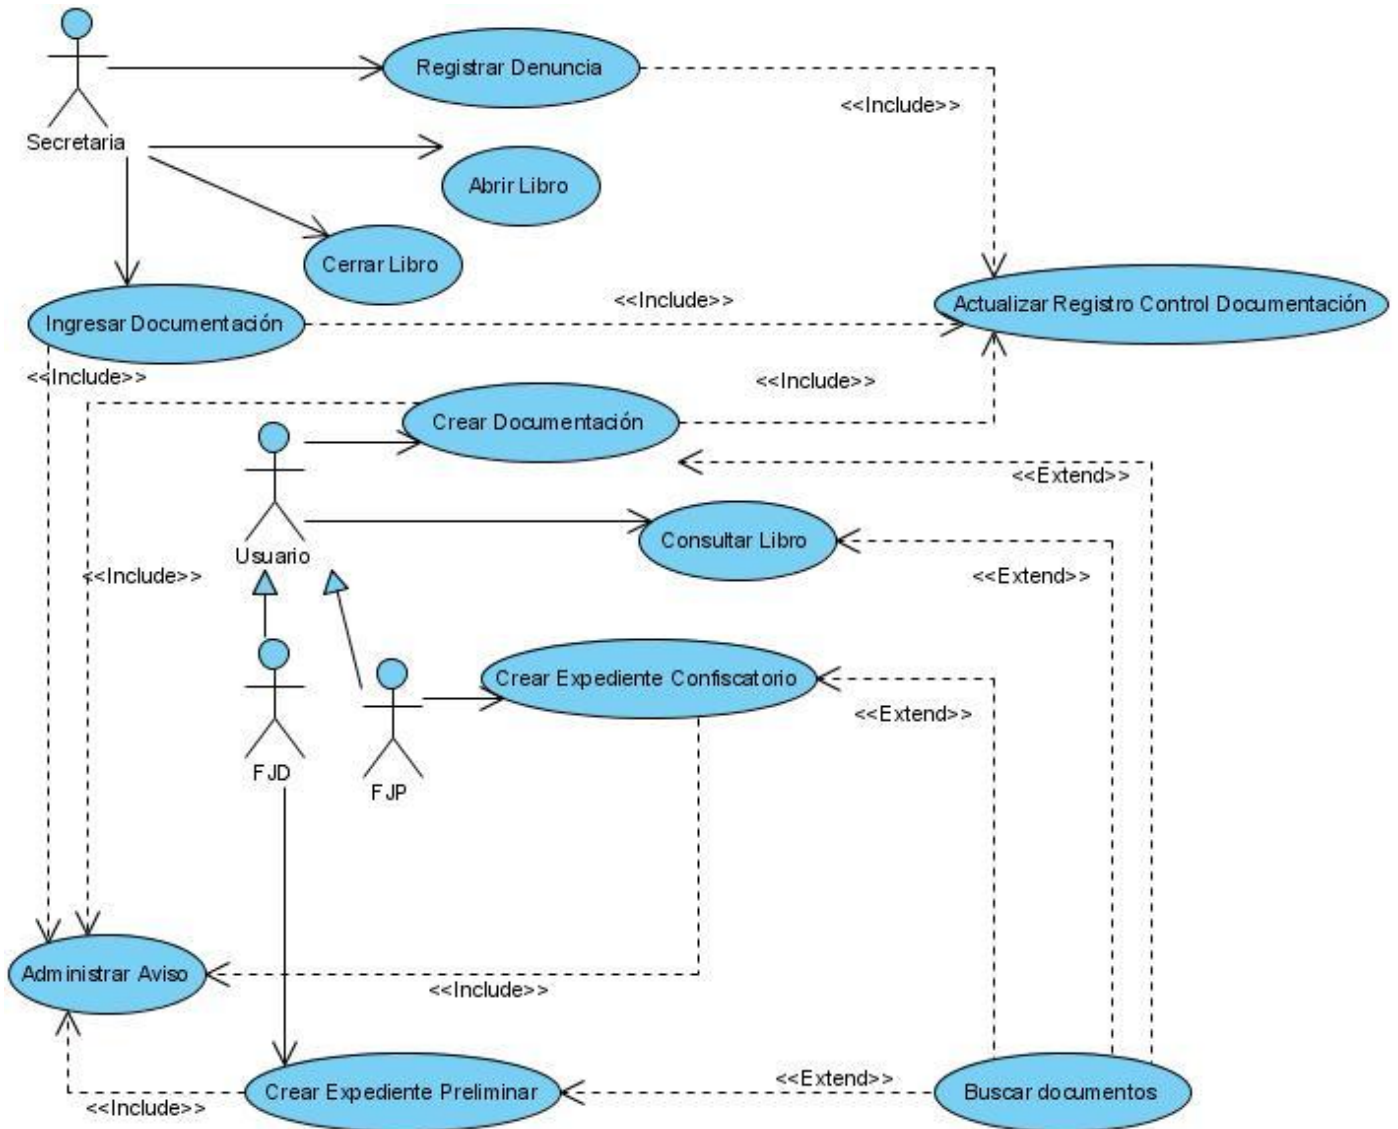 Registrar Denuncia
<<Include>>
Secretaria
Abrir Libro
Cerrar Libro
<<Include>>
Actualizar Registro Control Documentación
Ingresar Documentación
<<Include>>
<<Include>>
Crear Documentación
<<Extend>>
Consultar Libro
Usuario
<<Include>>
<<Extend>>
Crear Expediente Confiscatorio
<<Extend>>
FJD
FJP
Administrar Aviso
<<Include>>
<<Extend>>
Crear Expediente Preliminar
Buscar documentos
<<Include>>